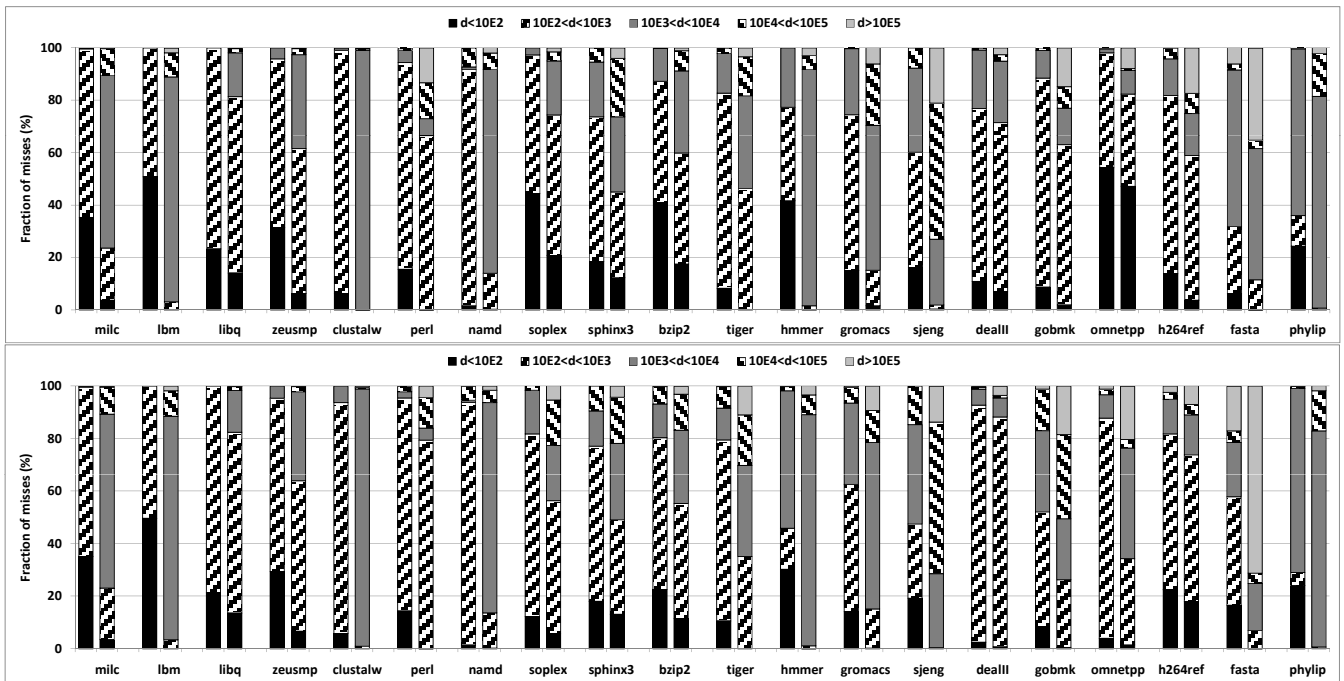 d<10E2 10E2<d<10E3 10E3<d<10E4 10E4<d<10E5 d>10E5
100
80
60
40
20
0
Fraction of misses (%)
milc lbm libq zeusmp clustalw perl namd soplex sphinx3 bzip2 tiger hmmer gromacs sjeng dealII gobmk omnetpp h264ref fasta phylip
d<10E2 10E2<d<10E3 10E3<d<10E4 10E4<d<10E5 d>10E5
100
80
60
40
20
0
Fraction of misses (%)
milc lbm libq zeusmp clustalw perl namd soplex sphinx3 bzip2 tiger hmmer gromacs sjeng dealII gobmk omnetpp h264ref fasta phylip